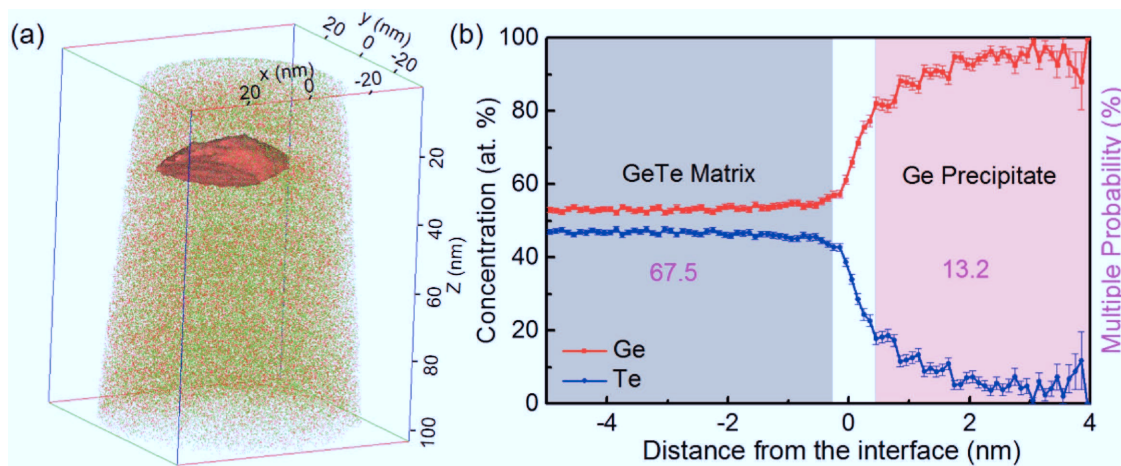 (a)
y (nm)
20
0
-20
x (nm)
20
0
-20
20
40
60
80
100
Z (nm)
(b)
100
80
60
40
20
0
Concentration (at. %)
GeTe Matrix
Ge Precipitate
67.5
13.2
Ge
Te
Multiple Probability (%)
-4
-2
0
2
4
Distance from the interface (nm)